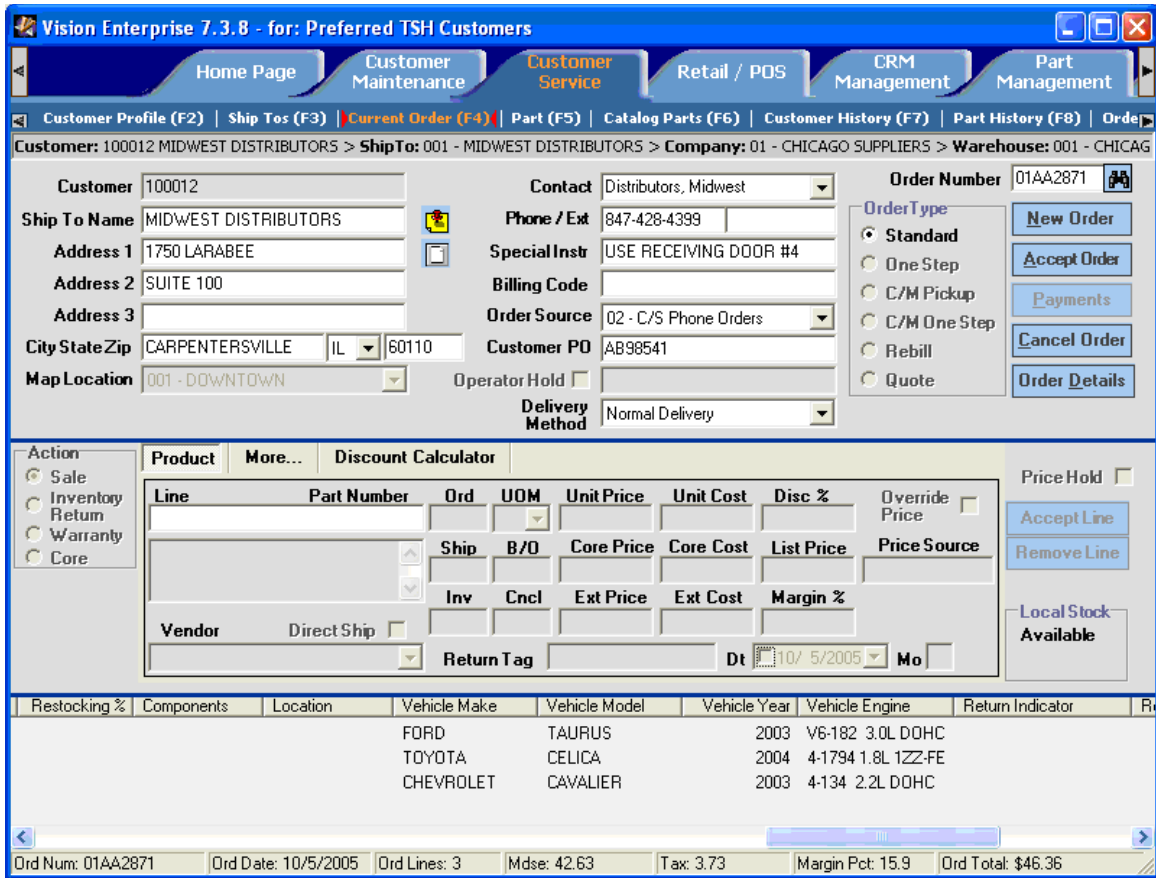 Vision Enterprise 7.3.8 - for: Preferred TSH Customers
Home Page
Customer Maintenance
Customer Service
Retail / POS
CRM Management
Part Management
Customer Profile (F2) | Ship Tos (F3) | Current Order (F4) | Part (F5) | Catalog Parts (F6) | Customer History (F7) | Part History (F8) | Orde
Customer: 100012 MIDWEST DISTRIBUTORS > ShipTo: 001 - MIDWEST DISTRIBUTORS > Company: 01 - CHICAGO SUPPLIERS > Warehouse: 001 - CHICAG
Customer 100012
Ship To Name MIDWEST DISTRIBUTORS
Address 1 1750 LARABEE
Address 2 SUITE 100
Address 3
City State Zip CARPENTERSVILLE IL 60110
Map Location 001 - DOWNTOWN
Contact Distributors, Midwest
Phone / Ext 847-428-4399
Special Instr USE RECEIVING DOOR #4
Billing Code
Order Source 02 - C/S Phone Orders
Customer PO AB98541
Operator Hold
Delivery Method Normal Delivery
Order Number 01AA2871
Order Type
Standard
One Step
C/M Pickup
C/M One Step
Rebill
Quote
New Order
Accept Order
Payments
Cancel Order
Order Details
Action
Sale
Inventory Return
Warranty
Core
Product More... Discount Calculator
Line Part Number Ord UOM Unit Price Unit Cost Disc % Override Price
Ship B/O Core Price Core Cost List Price Price Source
Inv Cncl Ext Price Ext Cost Margin %
Vendor Direct Ship
Return Tag Dt 10/ 5/2005 Mo
Price Hold
Accept Line
Remove Line
Local Stock
Available
Restocking % Components Location Vehicle Make Vehicle Model Vehicle Year Vehicle Engine Return Indicator
FORD TAURUS 2003 V6-182 3.0L DOHC
TOYOTA CELICA 2004 4-1794 1.8L 1ZZ-FE
CHEVROLET CAVALIER 2003 4-134 2.2L DOHC
Ord Num: 01AA2871 Ord Date: 10/5/2005 Ord Lines: 3 Mdse: 42.63 Tax: 3.73 Margin Pct: 15.9 Ord Total: $46.36